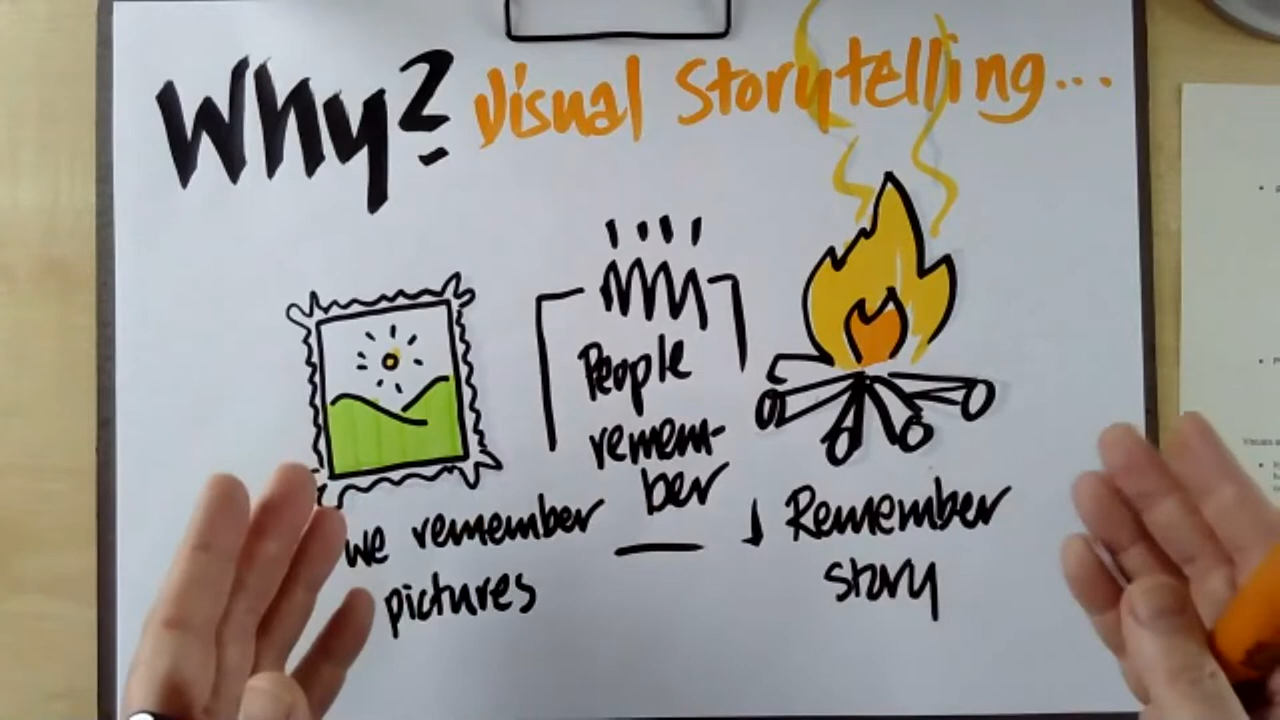 Why? Visual Storytelling...
People
remem-
ber
we remember
pictures
Remember
story